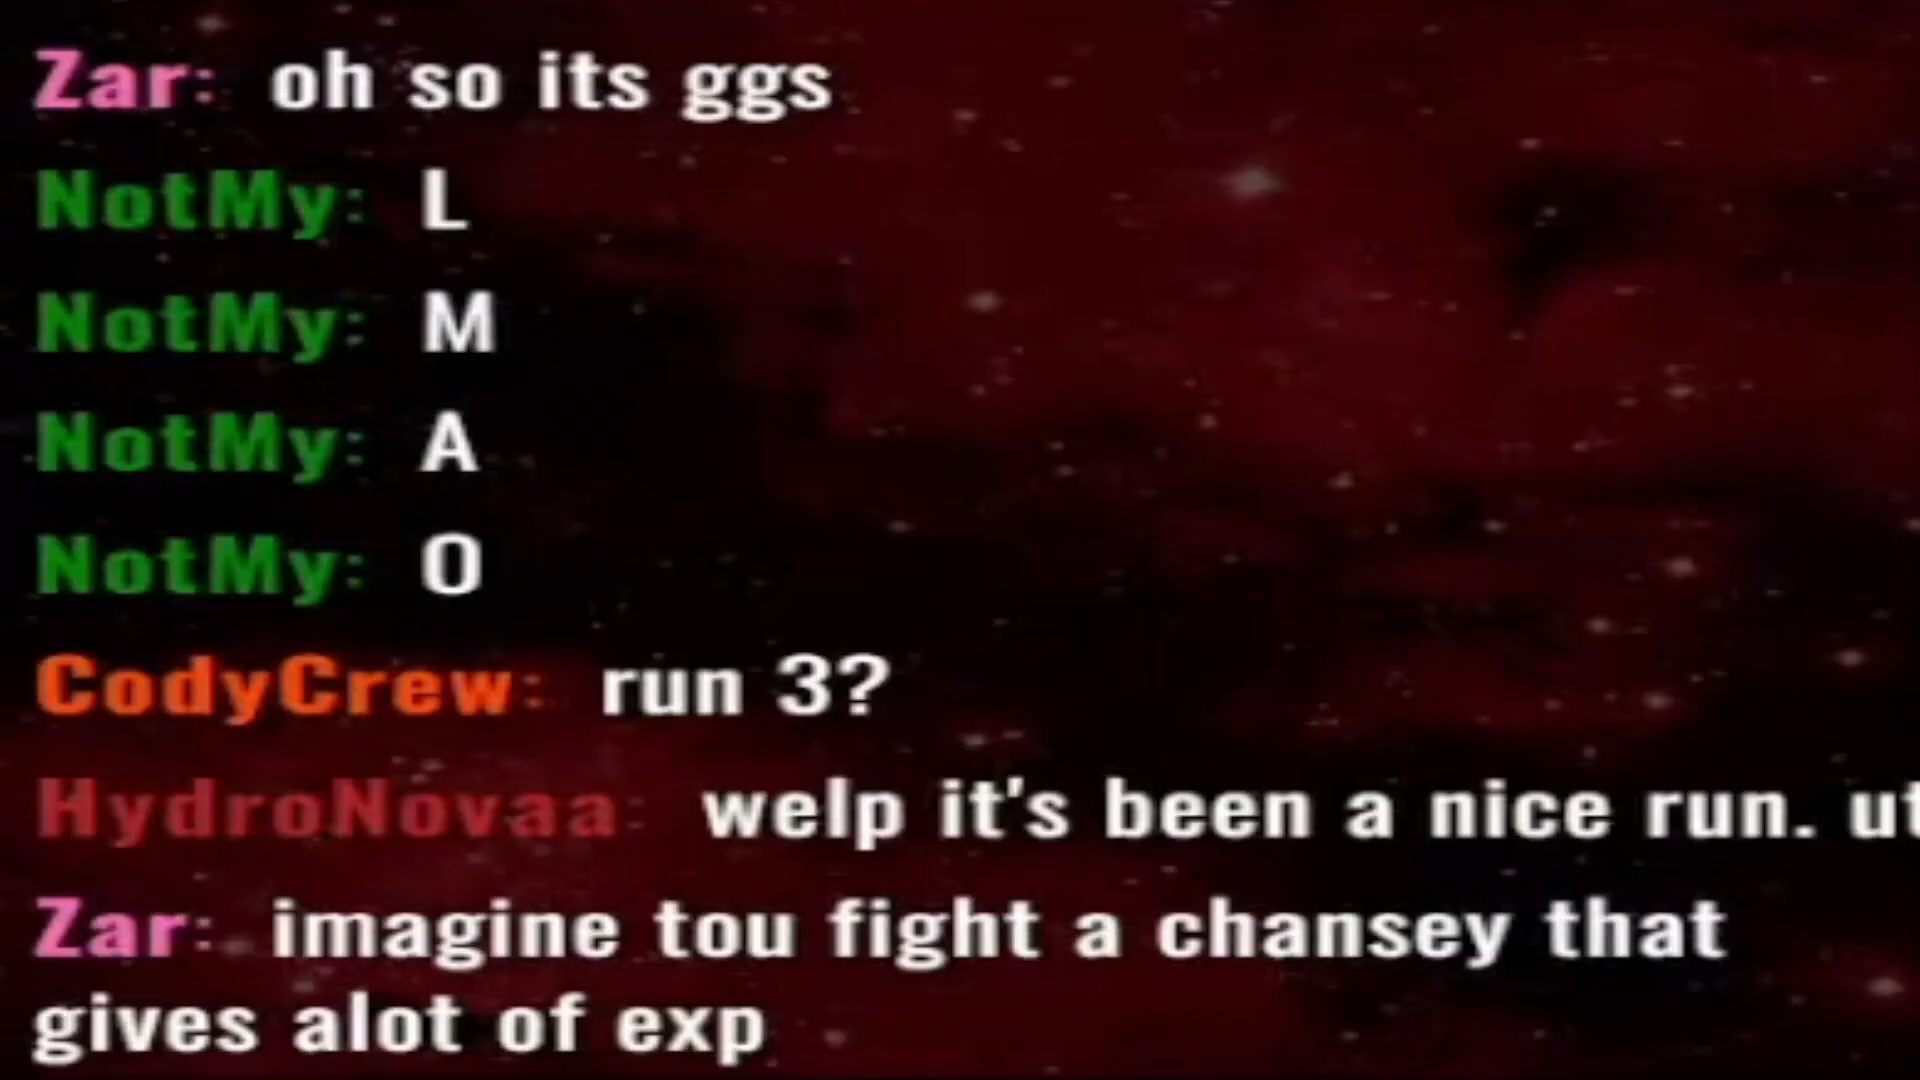 Zar: oh so its ggs
NotMy: L
NotMy: M
NotMy: A
NotMy: O
CodyCrew: run 3?
HydroNovaa: welp it's been a nice run. ut
Zar: imagine tou fight a chansey that
gives alot of exp